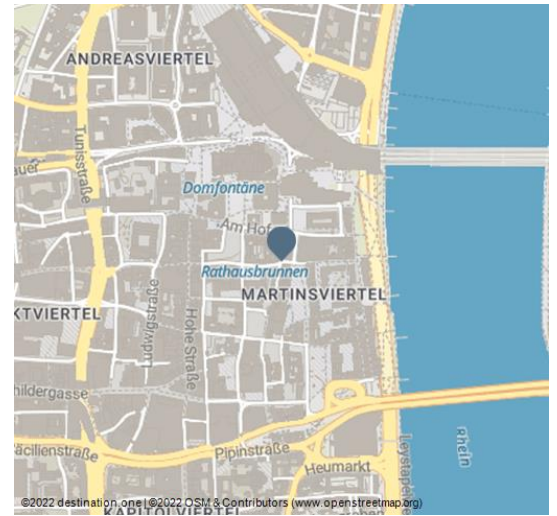 ANDREASVIERTEL
Tunisstraße
auer
Domfontäne
Am Hof
Rathausbrunnen
MARTINSVIERTEL
KTVIERTEL
Ludwigstraße
Hohe Straße
hildergasse
äcilienstraße
Pipinstraße
Heumarkt
Leystapel
Rhein
©2022 destination.one | ©2022 OSM & Contributors (www.openstreetmap.org)
KAPITOLVIERTEL